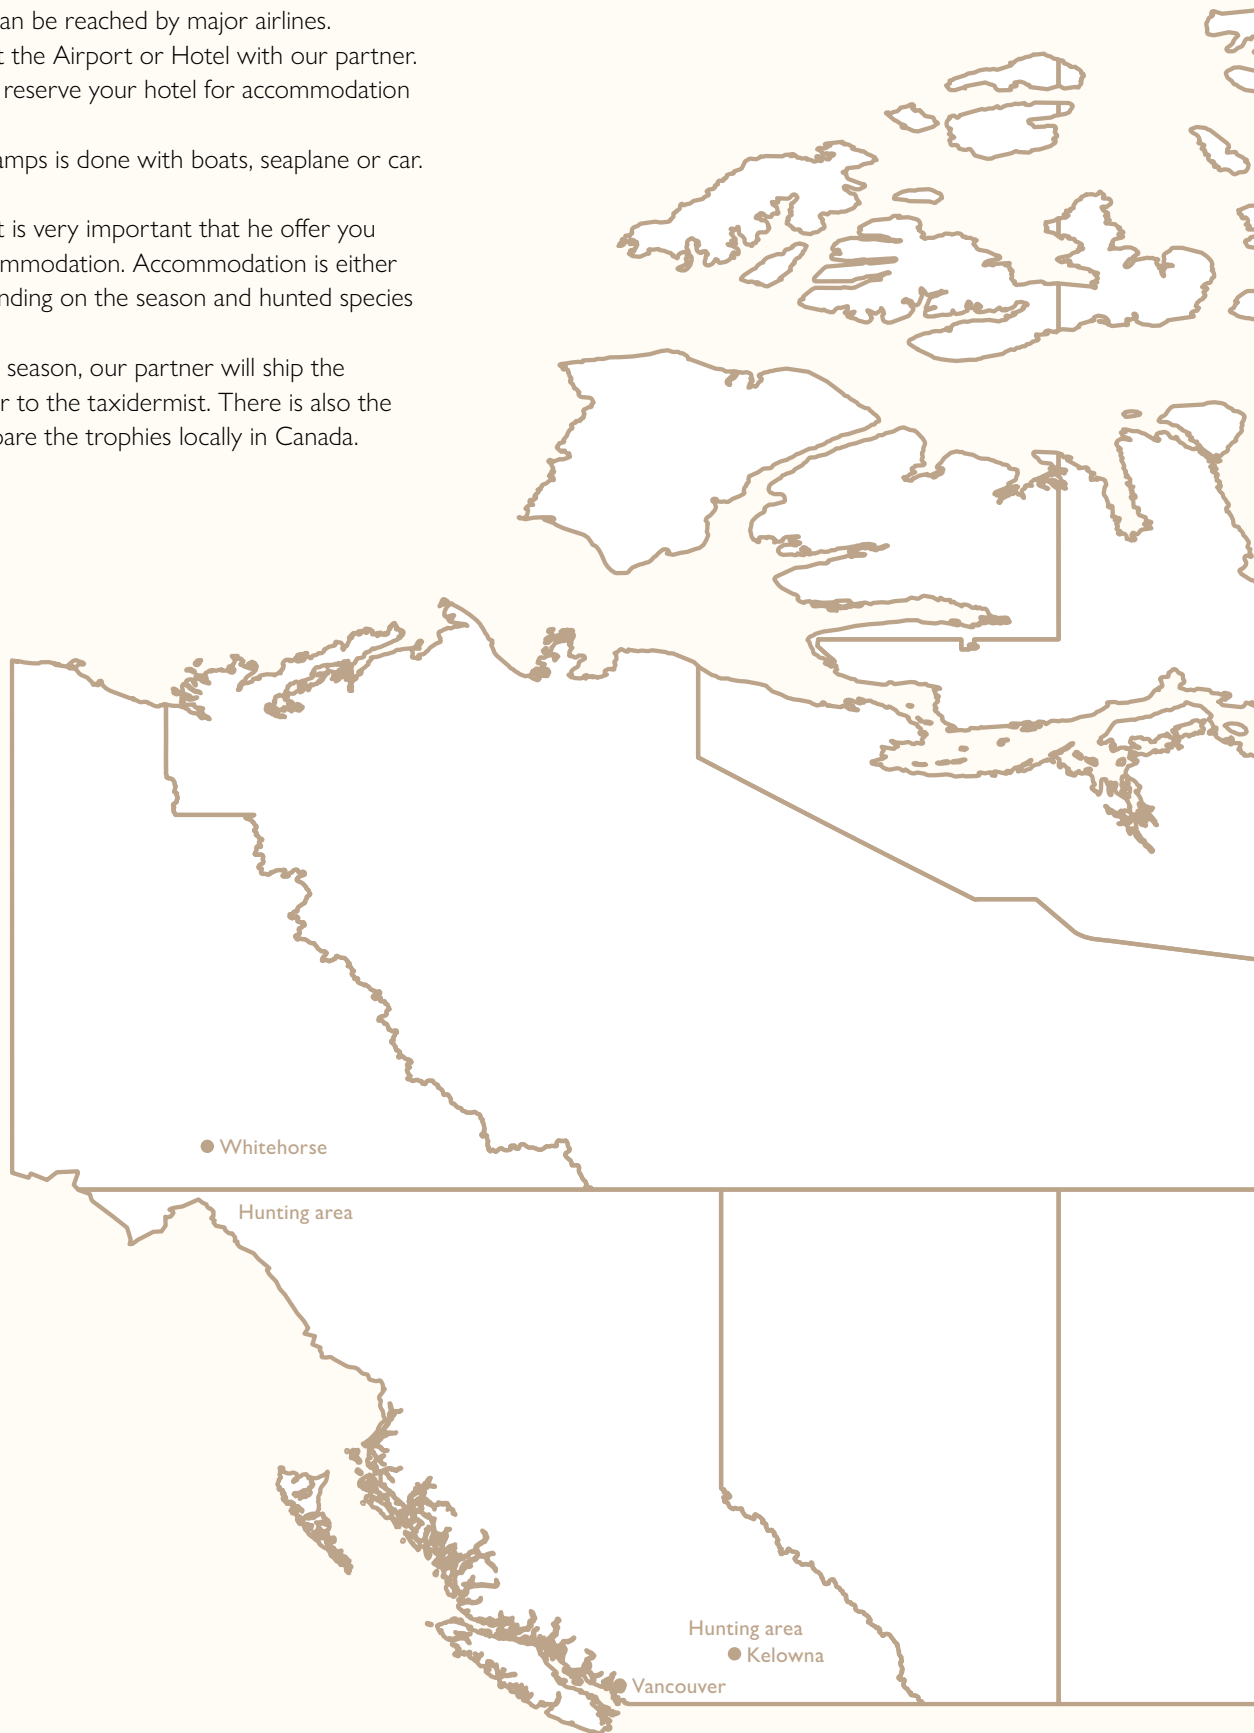 an be reached by major airlines.
t the Airport or Hotel with our partner.
reserve your hotel for accommodation
amps is done with boats, seaplane or car.
t is very important that he offer you
ommodation. Accommodation is either
nding on the season and hunted species
season, our partner will ship the
r to the taxidermist. There is also the
pare the trophies locally in Canada.
Whitehorse
Hunting area
Hunting area
Kelowna
Vancouver